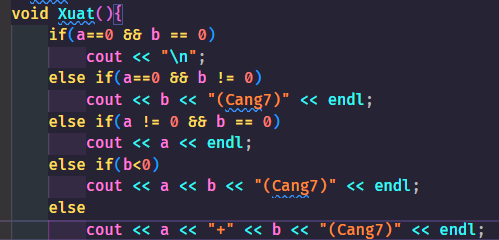 void Xuat(){
if(a==0 && b == 0)
cout << "\n";
else if(a==0 && b != 0)
cout << b << "(Cang7)" << endl;
else if(a != 0 && b == 0)
cout << a << endl;
else if(b<0)
cout << a << b << "(Cang7)" << endl;
else
cout << a << "+" << b << "(Cang7)" << endl;